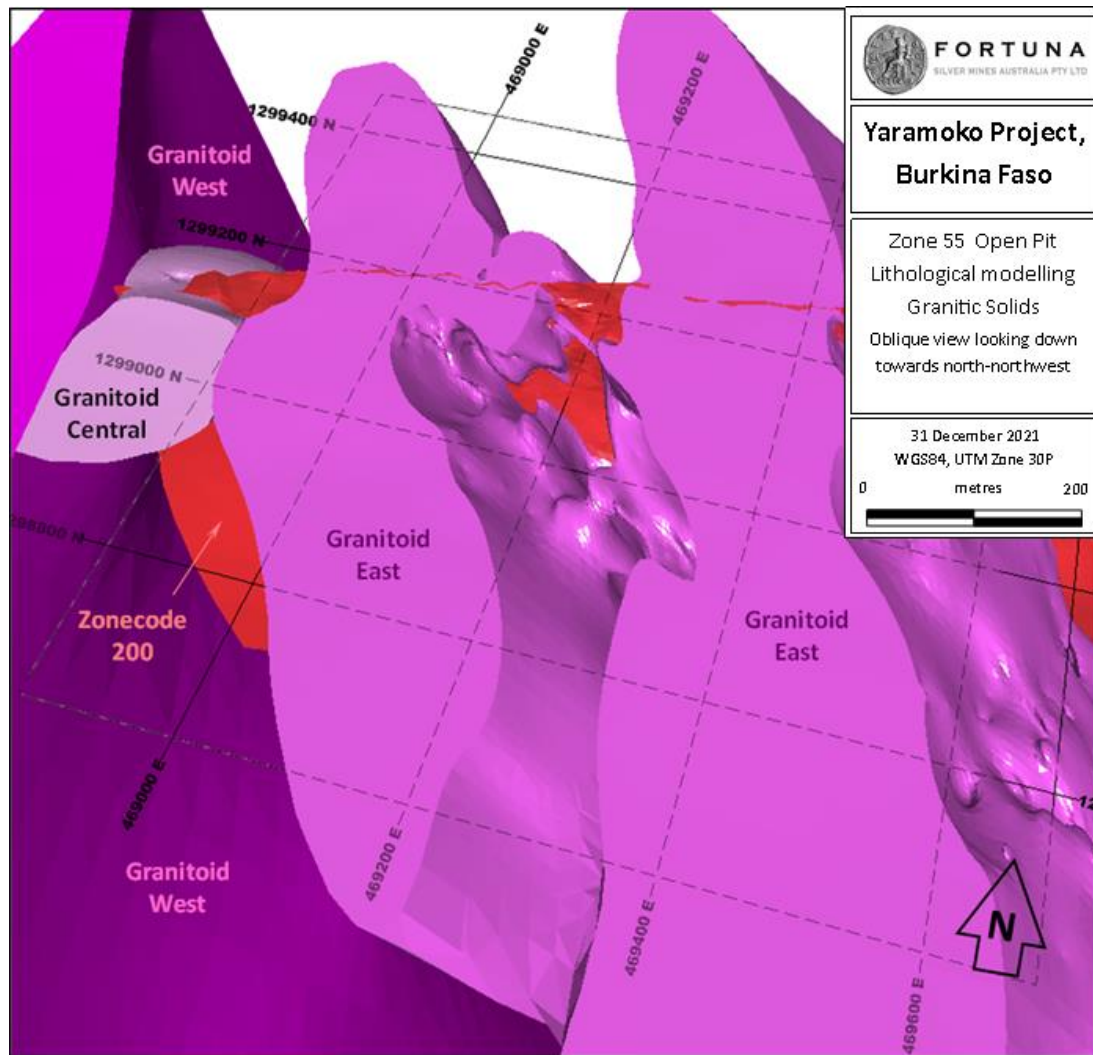 FORTUNA
SILVER MINES AUSTRALIA PTY LTD
Yaramoko Project,
Burkina Faso
Zone 55 Open Pit
Lithological modelling
Granitic Solids
Oblique view looking down
towards north-northwest
31 December 2021
WGS84, UTM Zone 30P
0 metres 200
469000 E
469200 E
1299400 N
Granitoid
West
1299200 N
1299000 N
Granitoid
Central
Granitoid
East
Granitoid
East
Zonecode
200
469000 E
469200 E
Granitoid
West
469400 E
469600 E
N